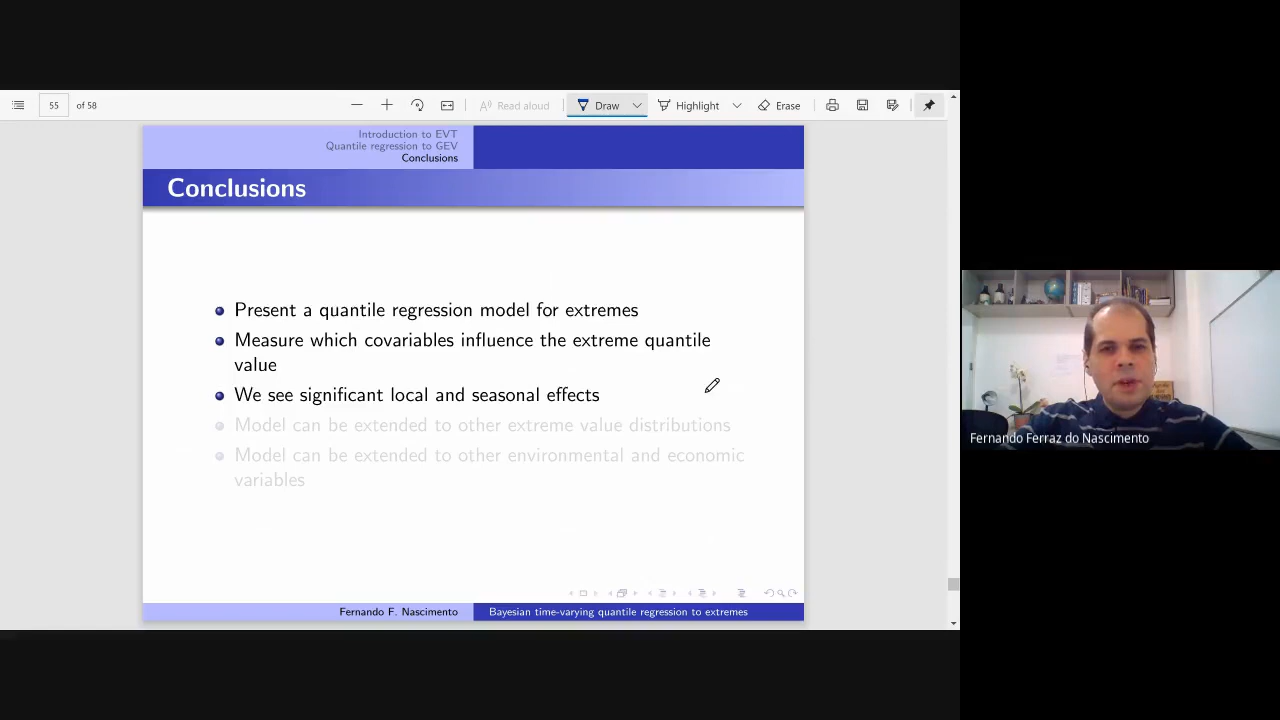 55 of 58
Read aloud
Draw
Highlight
Erase
Introduction to EVT
Quantile regression to GEV
Conclusions
Conclusions
Present a quantile regression model for extremes
Measure which covariables influence the extreme quantile
value
We see significant local and seasonal effects
Model can be extended to other extreme value distributions
Model can be extended to other environmental and economic
variables
Fernando F. Nascimento
Bayesian time-varying quantile regression to extremes
Fernando Ferraz do Nascimento